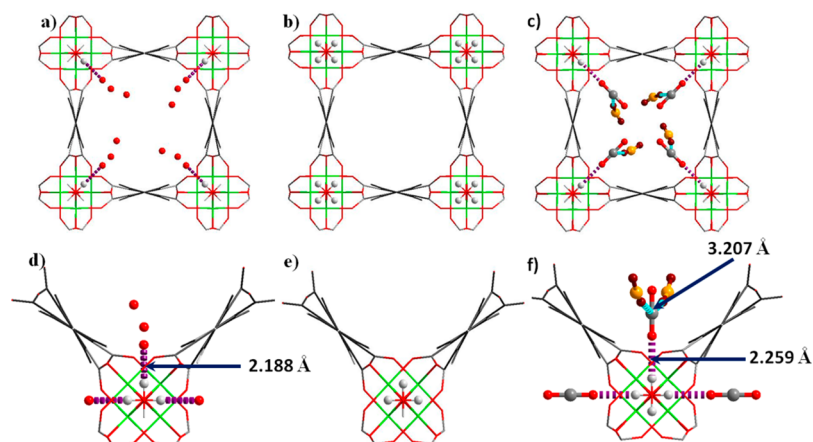 a)
b)
c)
3.207 Å
d)
e)
f)
2.188 Å
2.259 Å